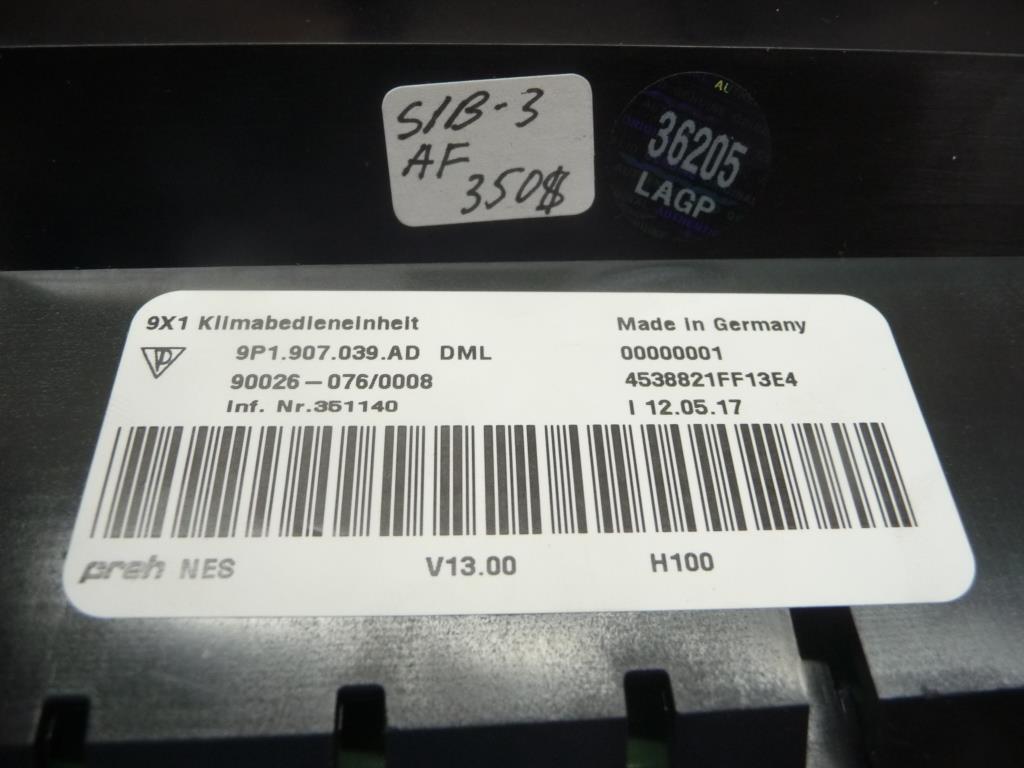 S/B-3
AF
350$
36205
LAGP
9X1 Klimabedieneinheit
Made in Germany
9P1.907.039.AD DML
00000001
90026-076/0008
4538821FF13E4
Inf. Nr.351140
I 12.05.17
preh NES
V13.00
H100